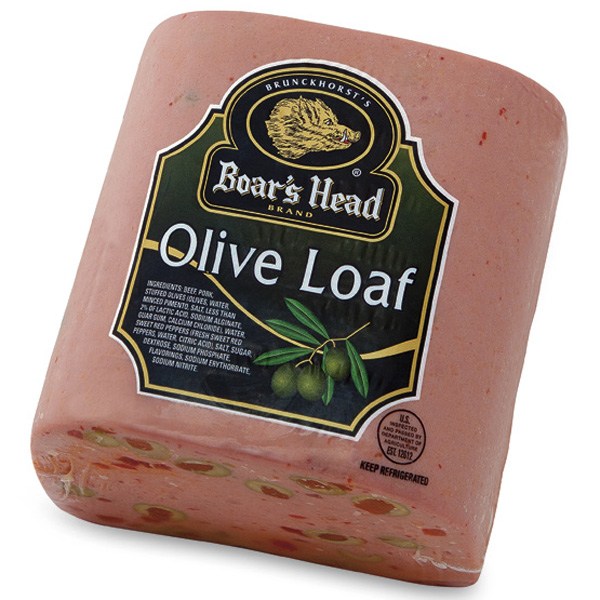 BRUNCKHORST'S
®
Boar's Head
BRAND
Olive Loaf
INGREDIENTS: BEEF, PORK,
STUFFED OLIVES (OLIVES, WATER,
MINCED PIMENTO, SALT, LESS THAN
2% OF LACTIC ACID, SODIUM ALGINATE,
GUAR GUM, CALCIUM CHLORIDE), WATER,
SWEET RED PEPPERS (FRESH SWEET RED
PEPPERS, WATER, CITRIC ACID), SALT, SUGAR,
DEXTROSE, SODIUM PHOSPHATE,
FLAVORINGS, SODIUM ERYTHORBATE,
SODIUM NITRITE.
U.S.
INSPECTED
AND PASSED BY
DEPARTMENT OF
AGRICULTURE
EST. 12612
KEEP REFRIGERATED